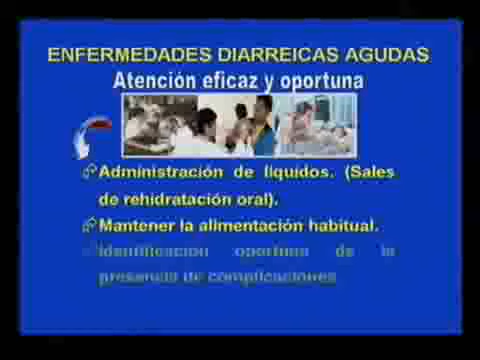 ENFERMEDADES DIARREICAS AGUDAS
Atención eficaz y oportuna
Administración de líquidos. (Sales
de rehidratación oral).
Mantener la alimentación habitual.
Identificación oportuna de la
presencia de complicaciones